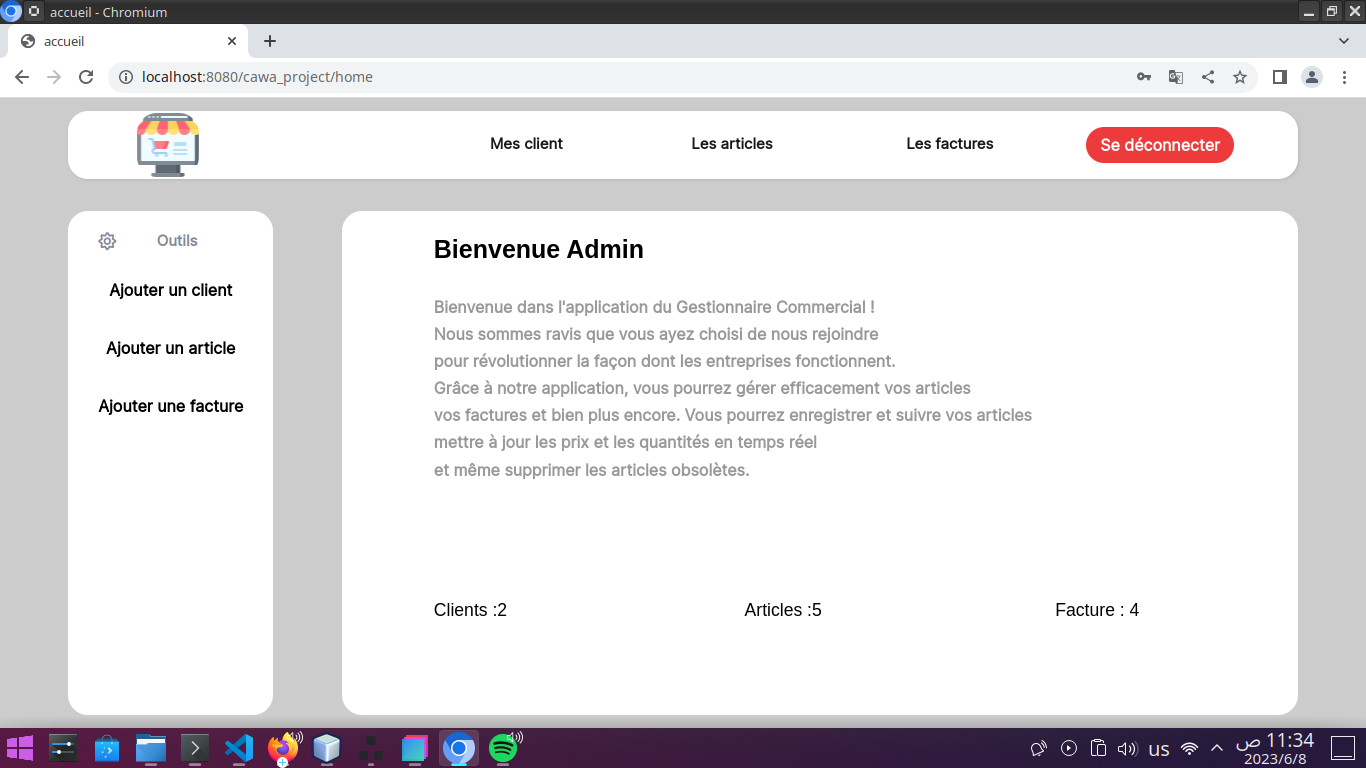 accueil - Chromium
accueil
localhost:8080/cawa_project/home
Mes client
Les articles
Les factures
Se déconnecter
Outils
Ajouter un client
Ajouter un article
Ajouter une facture
Bienvenue Admin
Bienvenue dans l'application du Gestionnaire Commercial !
Nous sommes ravis que vous ayez choisi de nous rejoindre
pour révolutionner la façon dont les entreprises fonctionnent.
Grâce à notre application, vous pourrez gérer efficacement vos articles
vos factures et bien plus encore. Vous pourrez enregistrer et suivre vos articles
mettre à jour les prix et les quantités en temps réel
et même supprimer les articles obsolètes.
Clients :2
Articles :5
Facture : 4
us
11:34 ص
2023/6/8